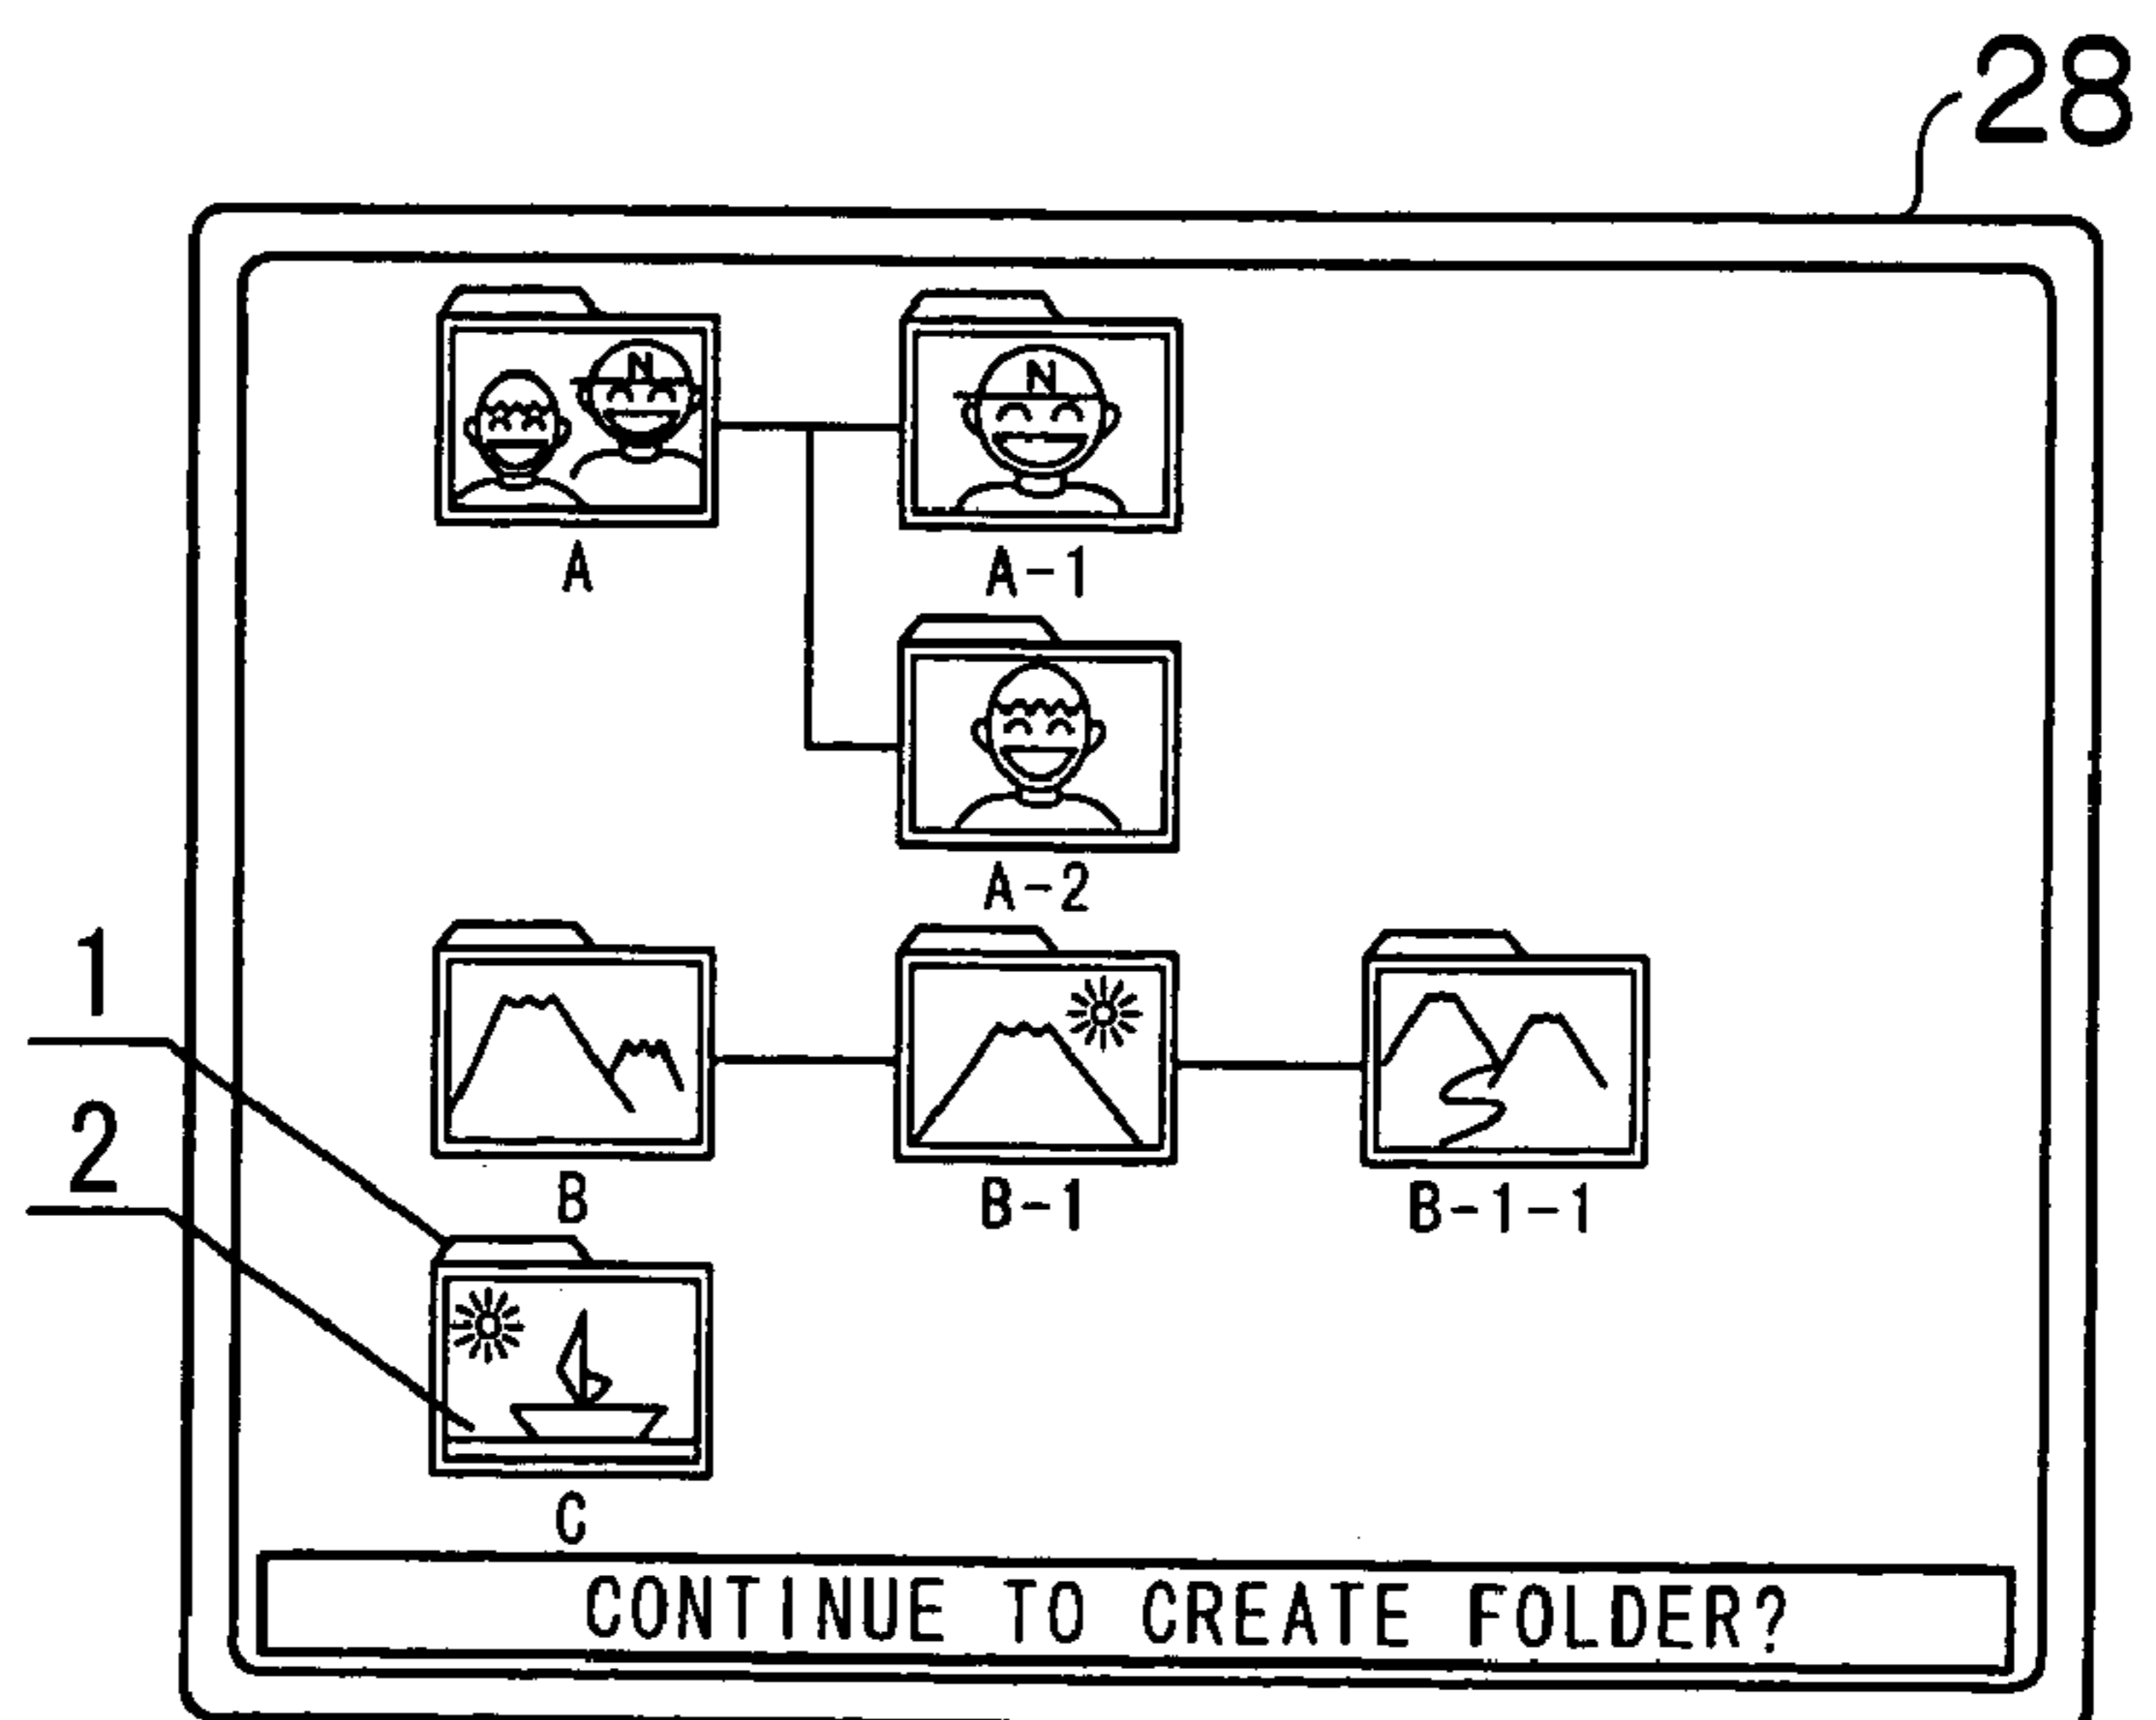 28
N
N
A
A-1
A-2
1
2
B
B-1
B-1-1
C
CONTINUE TO CREATE FOLDER?